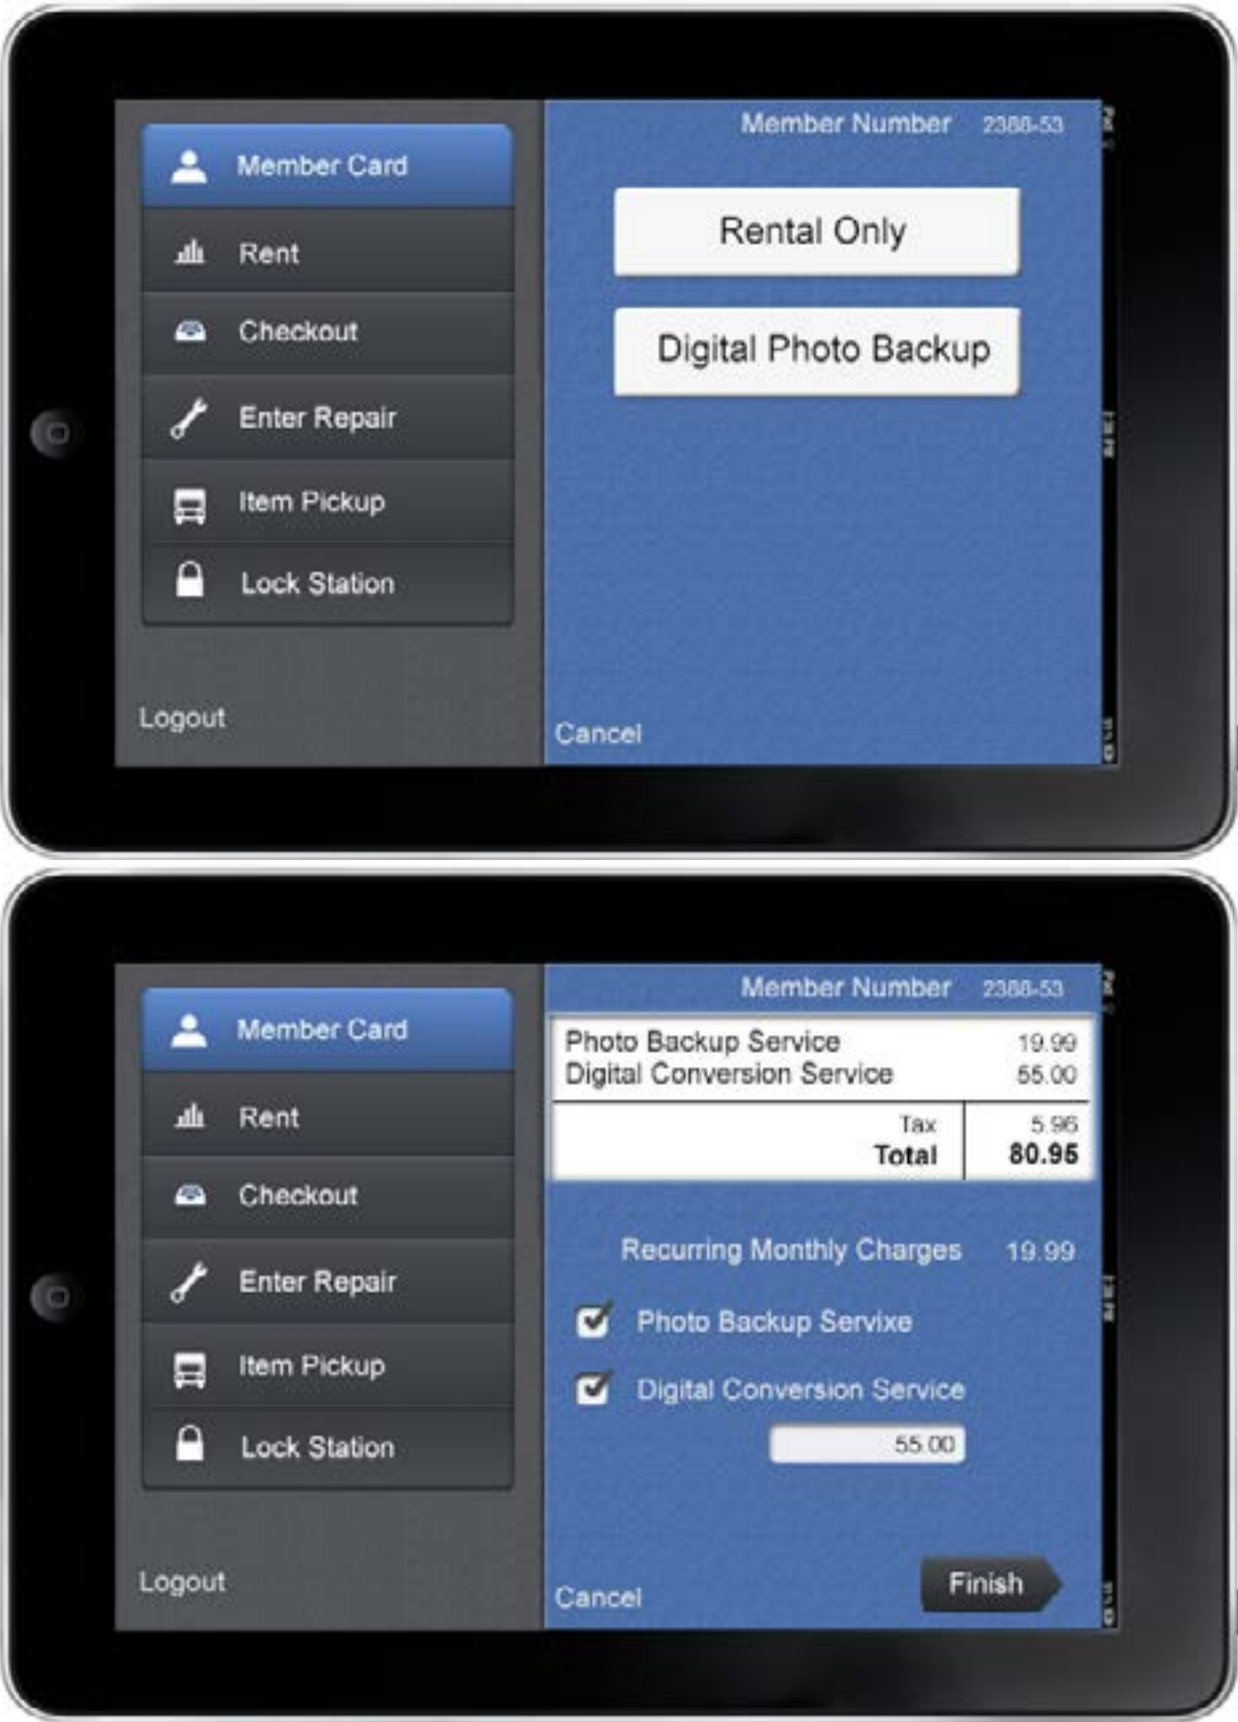 Member Number 2388-53
Member Card
Rent
Checkout
Enter Repair
Item Pickup
Lock Station
Logout
Rental Only
Digital Photo Backup
Cancel
Member Number 2388-53
Member Card
Rent
Checkout
Enter Repair
Item Pickup
Lock Station
Logout
Photo Backup Service 19.99
Digital Conversion Service 55.00
Tax 5.96
Total 80.95
Recurring Monthly Charges 19.99
Photo Backup Servixe
Digital Conversion Service
55.00
Cancel
Finish